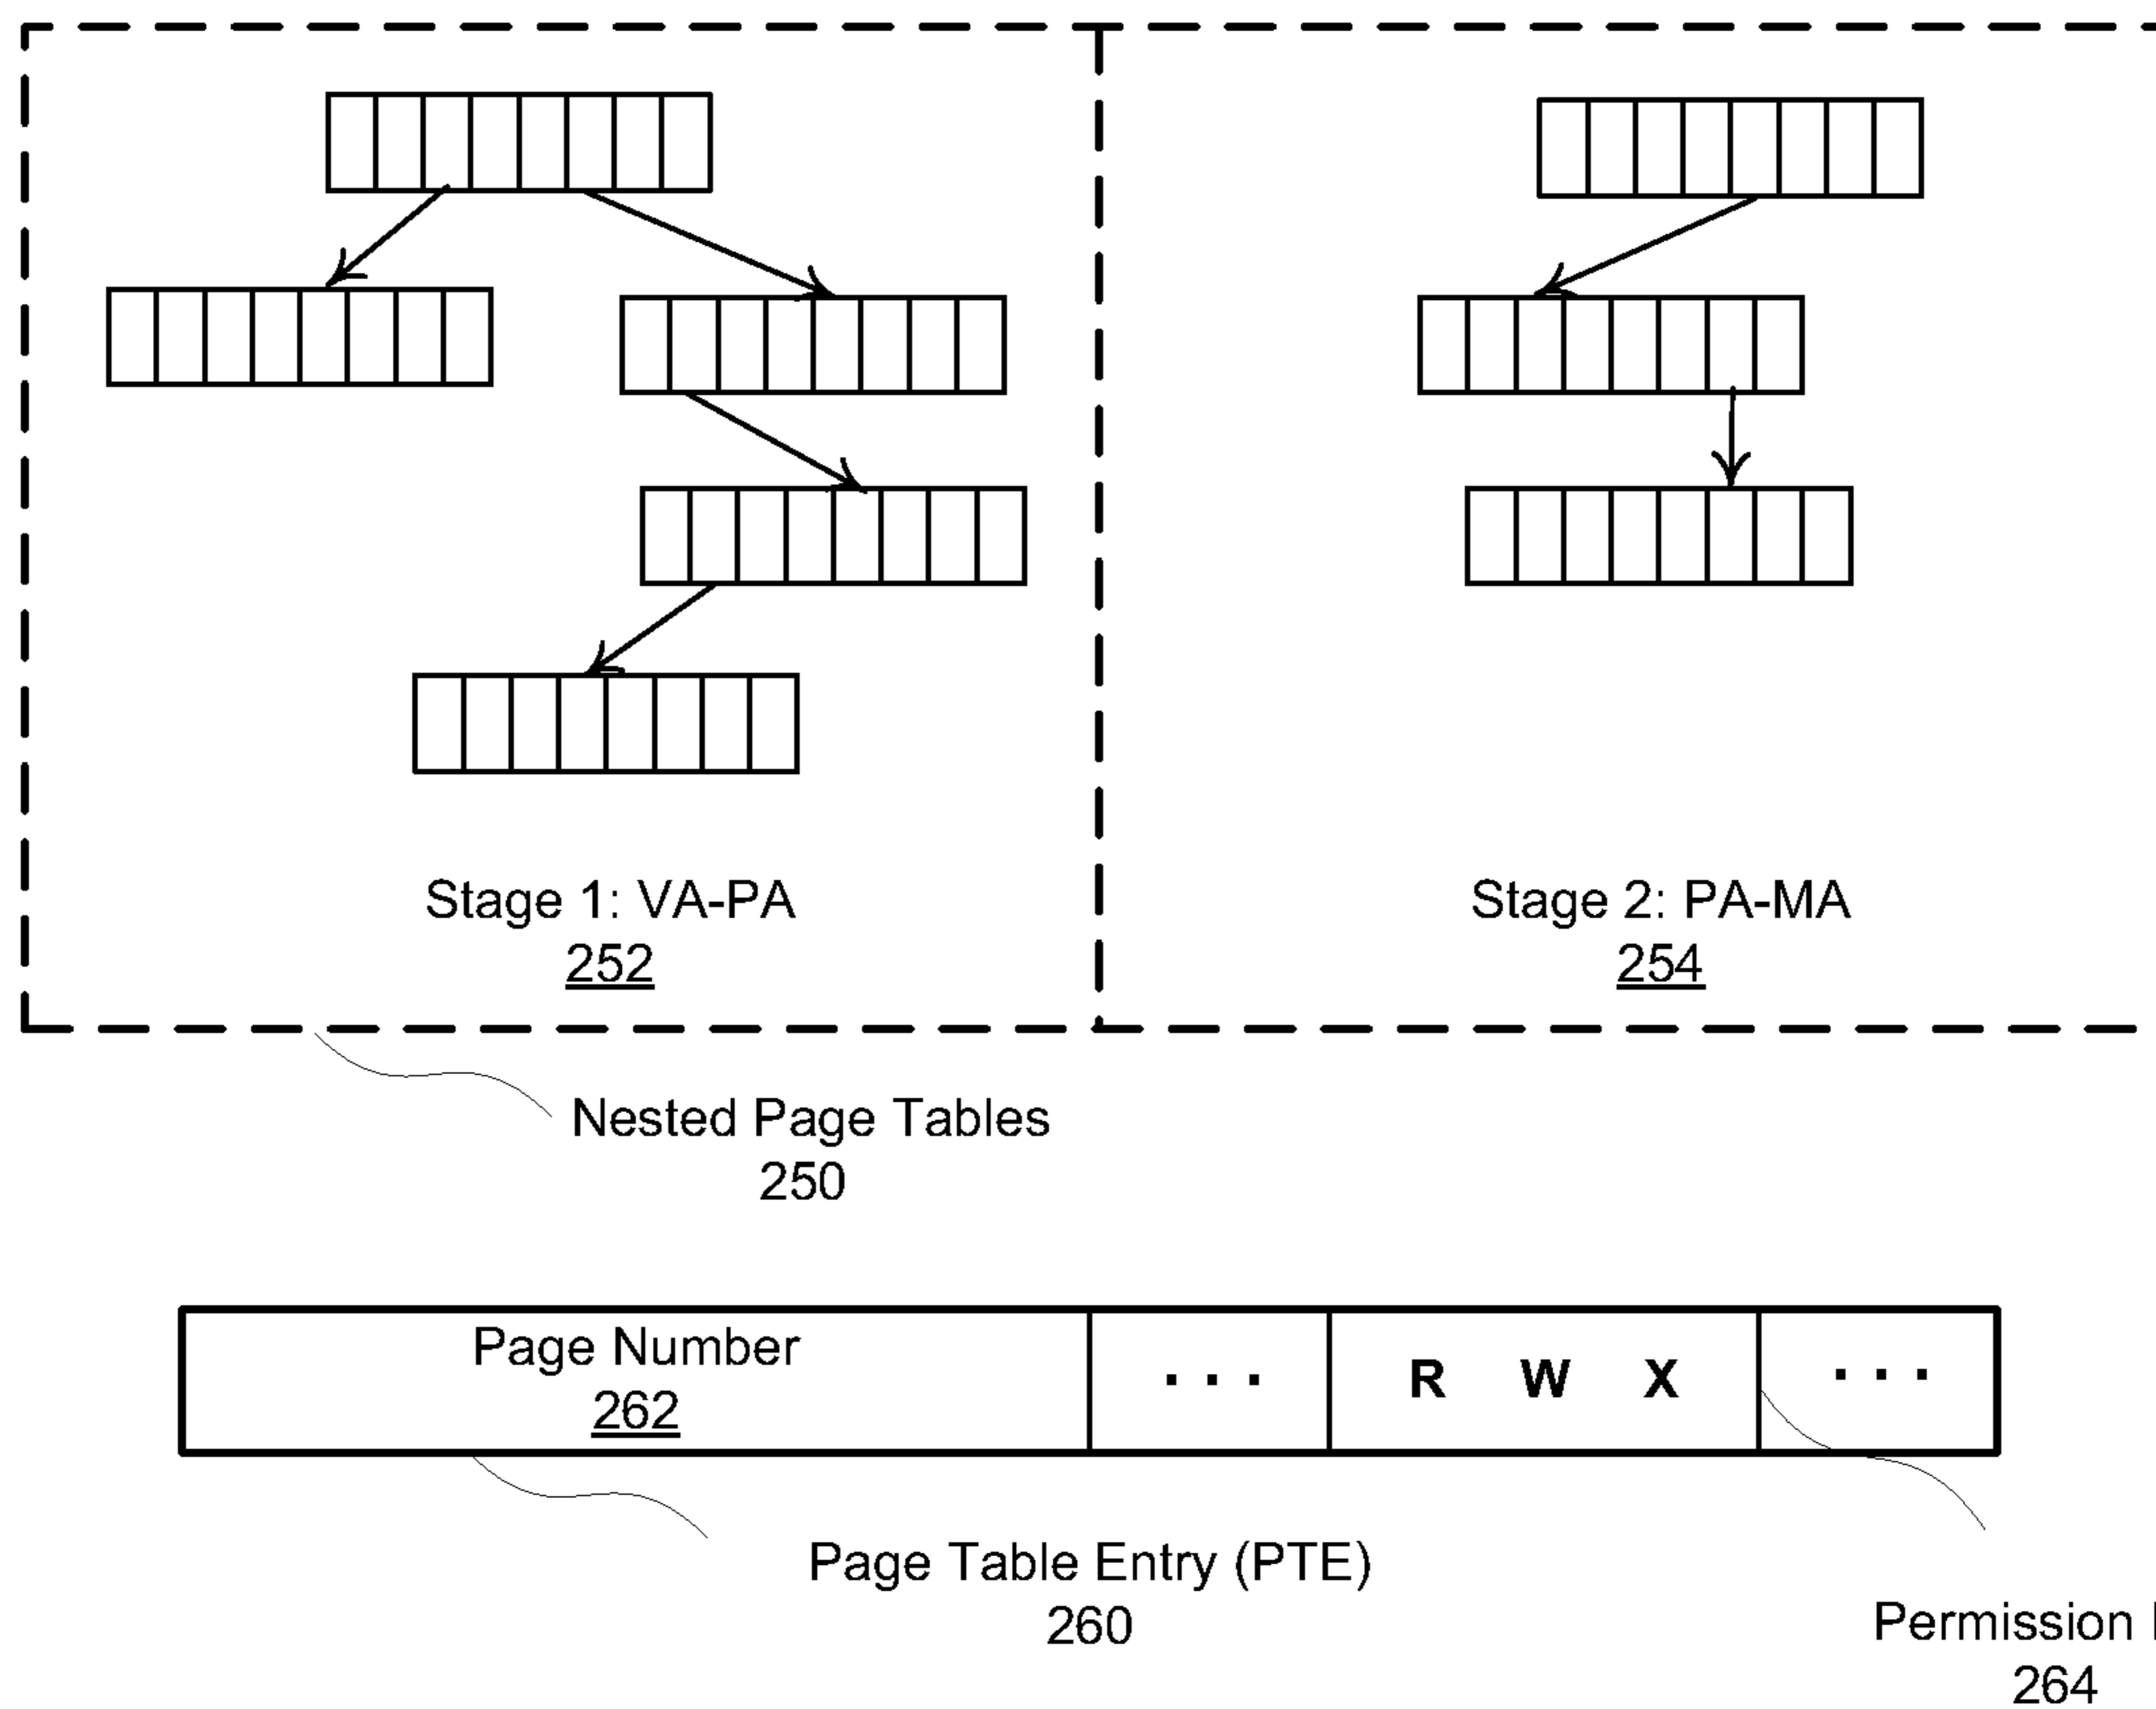 Stage 1: VA-PA
252
Stage 2: PA-MA
254
Nested Page Tables
250
Page Number
262
. . .
R W X
. . .
Page Table Entry (PTE)
260
Permission
264